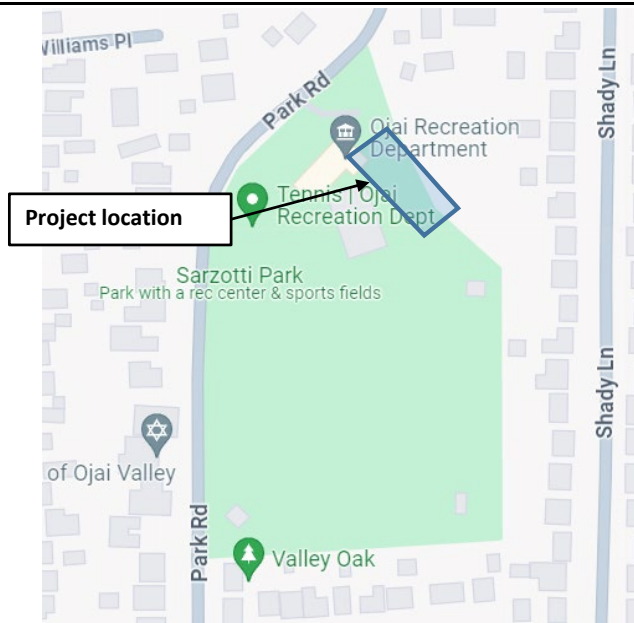 Williams Pl
Park Rd
Shady Ln
Ojai Recreation
Department
Project location
Tennis | Ojai
Recreation Dept
Sarzotti Park
Park with a rec center & sports fields
Shady Ln
of Ojai Valley
Park Rd
Valley Oak